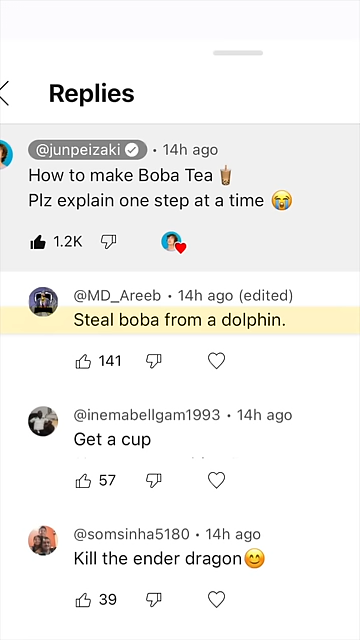 Replies
@junpeizaki • 14h ago
How to make Boba Tea 🧋
Plz explain one step at a time 😭
1.2K
@MD_Areeb • 14h ago (edited)
Steal boba from a dolphin.
141
@inemabellgam1993 • 14h ago
Get a cup
57
@somsinha5180 • 14h ago
Kill the ender dragon😊
39